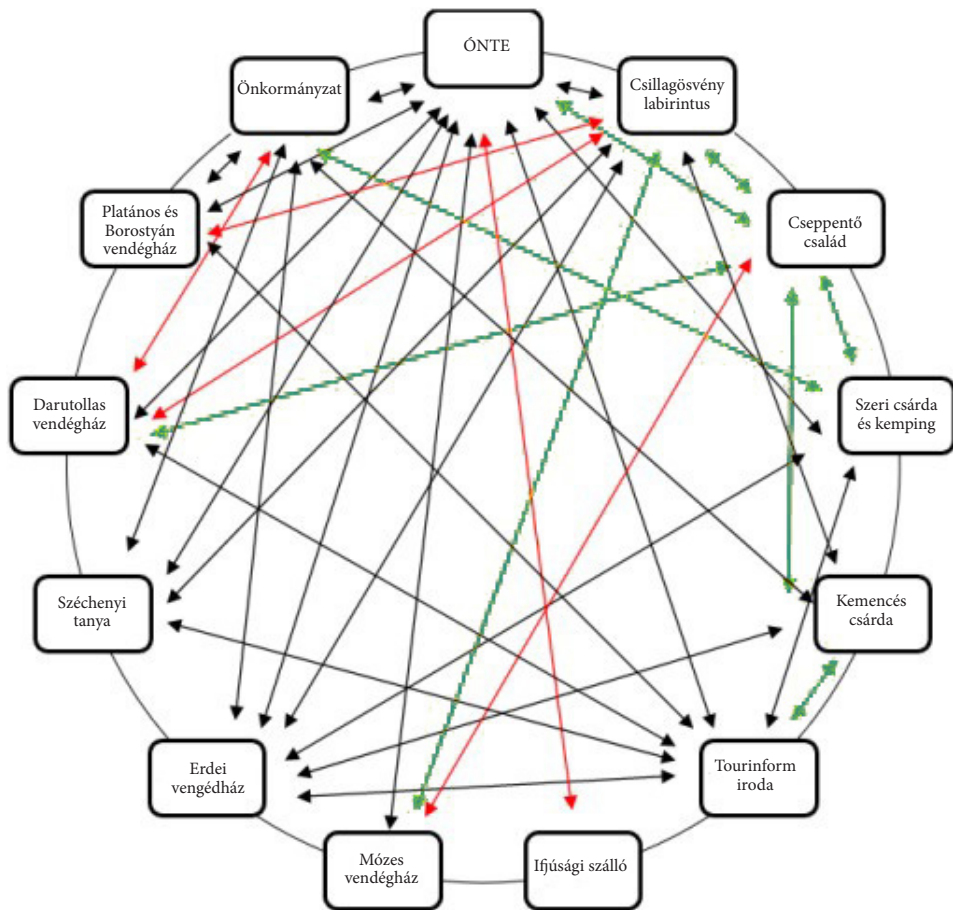 ÓNTE
Önkormányzat
Csillagösvény
labirintus
Platános és
Borostyán
vendégház
Cseppentő
család
Darutollas
vendégház
Szeri csárda
és kemping
Széchenyi
tanya
Kemencés
csárda
Erdei
vengédház
Tourinform
iroda
Mózes
vendégház
Ifjúsági szálló